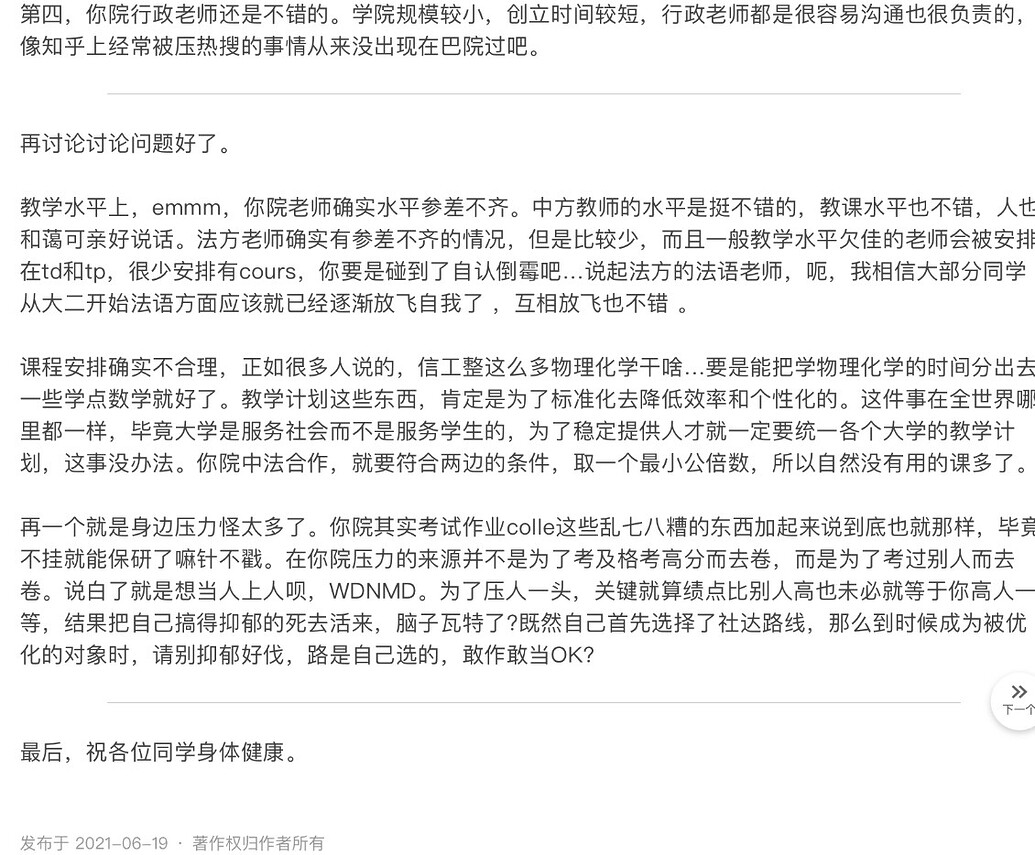 第四，你院行政老师还是不错的。学院规模较小，创立时间较短，行政老师都是很容易沟通也很负责的，
像知乎上经常被压热搜的事情从来没出现在巴院过吧。
再讨论讨论问题好了。
教学水平上，emmm，你院老师确实水平参差不齐。中方教师的水平是挺不错的，教课水平也不错，人也
和蔼可亲好说话。法方老师确实有参差不齐的情况，但是比较少，而且一般教学水平欠佳的老师会被安排
在td和tp，很少安排有cours，你要是碰到了自认倒霉吧...说起法方的法语老师，呃，我相信大部分同学
从大二开始法语方面应该就已经逐渐放飞自我了 ，互相放飞也不错 。
课程安排确实不合理，正如很多人说的，信工整这么多物理化学干啥...要是能把学物理化学的时间分出去
一些学点数学就好了。教学计划这些东西，肯定是为了标准化去降低效率和个性化的。这件事在全世界哪
里都一样，毕竟大学是服务社会而不是服务学生的，为了稳定提供人才就一定要统一各个大学的教学计
划，这事没办法。你院中法合作，就要符合两边的条件，取一个最小公倍数，所以自然没有用的课多了。
再一个就是身边压力怪太多了。你院其实考试作业colle这些乱七八糟的东西加起来说到底也就那样，毕竟
不挂就能保研了嘛针不戳。在你院压力的来源并不是为了考及格考高分而去卷，而是为了考过别人而去
卷。说白了就是想当人上人呗，WDNMD。为了压人一头，关键就算绩点比别人高也未必就等于你高人一
等，结果把自己搞得抑郁的死去活来，脑子瓦特了?既然自己首先选择了社达路线，那么到时候成为被优
化的对象时，请别抑郁好伐，路是自己选的，敢作敢当OK?
下一个
最后，祝各位同学身体健康。
发布于 2021-06-19 · 著作权归作者所有